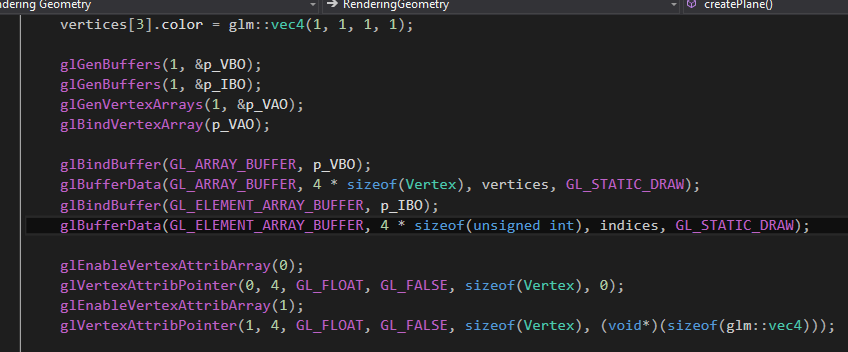 ndering Geometry RenderingGeometry createPlane()
vertices[3].color = glm::vec4(1, 1, 1, 1);
glGenBuffers(1, &p_VBO);
glGenBuffers(1, &p_IBO);
glGenVertexArrays(1, &p_VAO);
glBindVertexArray(p_VAO);
glBindBuffer(GL_ARRAY_BUFFER, p_VBO);
glBufferData(GL_ARRAY_BUFFER, 4 * sizeof(Vertex), vertices, GL_STATIC_DRAW);
glBindBuffer(GL_ELEMENT_ARRAY_BUFFER, p_IBO);
glBufferData(GL_ELEMENT_ARRAY_BUFFER, 4 * sizeof(unsigned int), indices, GL_STATIC_DRAW);
glEnableVertexAttribArray(0);
glVertexAttribPointer(0, 4, GL_FLOAT, GL_FALSE, sizeof(Vertex), 0);
glEnableVertexAttribArray(1);
glVertexAttribPointer(1, 4, GL_FLOAT, GL_FALSE, sizeof(Vertex), (void*)(sizeof(glm::vec4)));